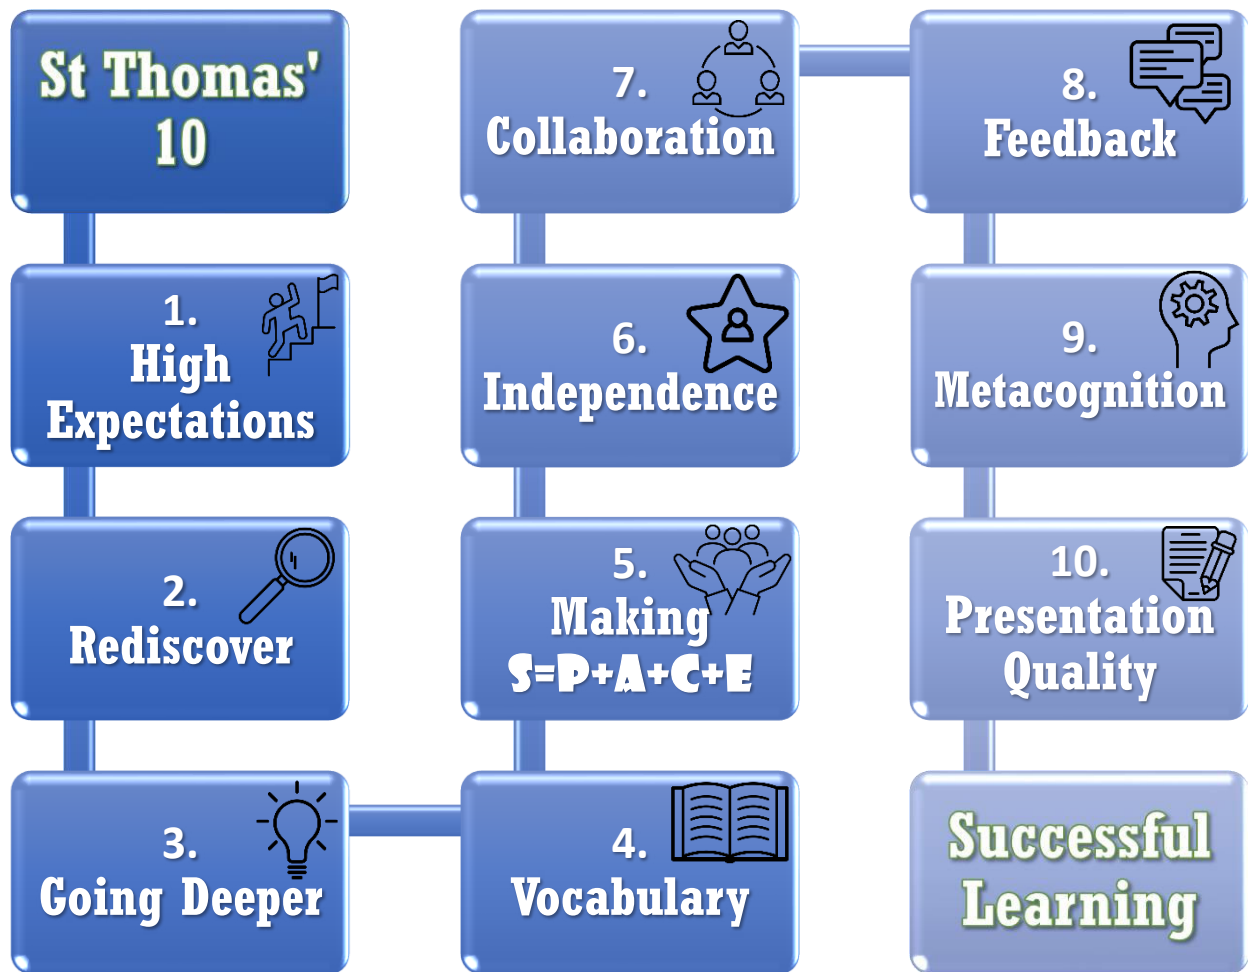 St Thomas'
10
1.
High
Expectations
2.
Rediscover
3.
Going Deeper
4.
Vocabulary
5.
Making
S=P+A+C+E
6.
Independence
7.
Collaboration
8.
Feedback
9.
Metacognition
10.
Presentation
Quality
Successful
Learning